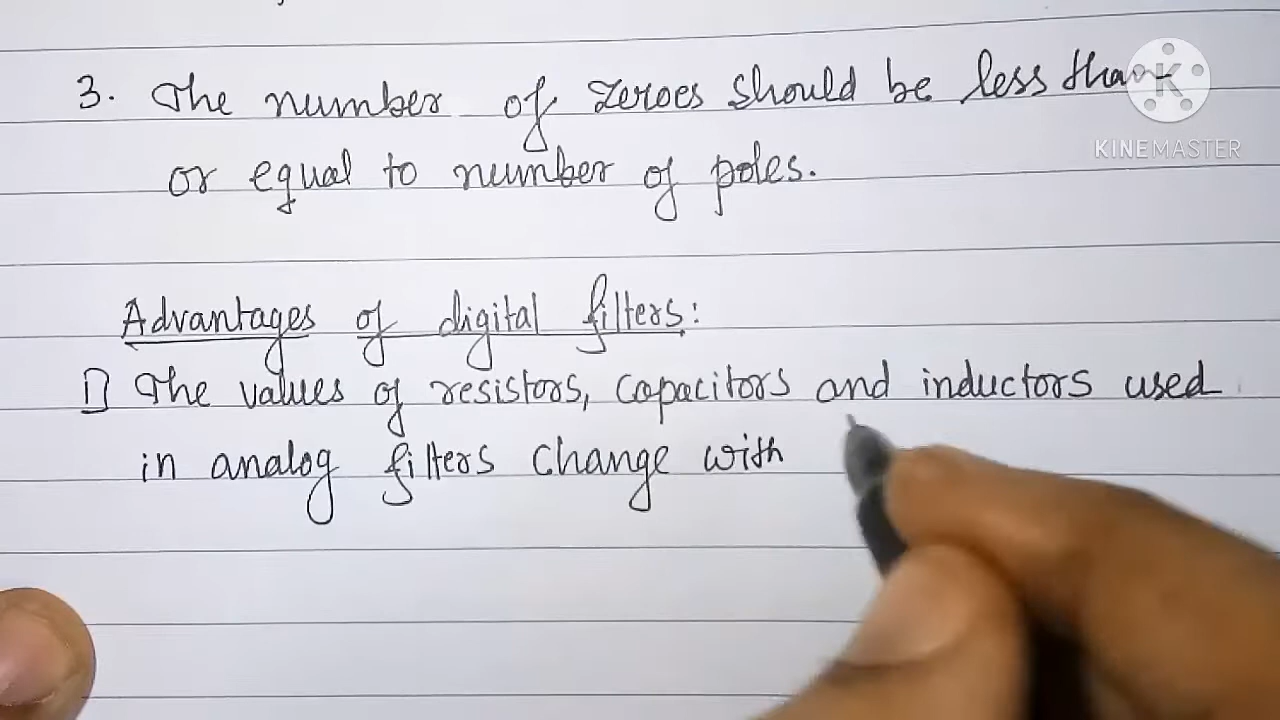 3. The number of zeroes should be less than
K
KINEMASTER
or equal to number of poles.
Advantages of digital filters:
1] The values of resistors, capacitors and inductors used
in analog filters change with